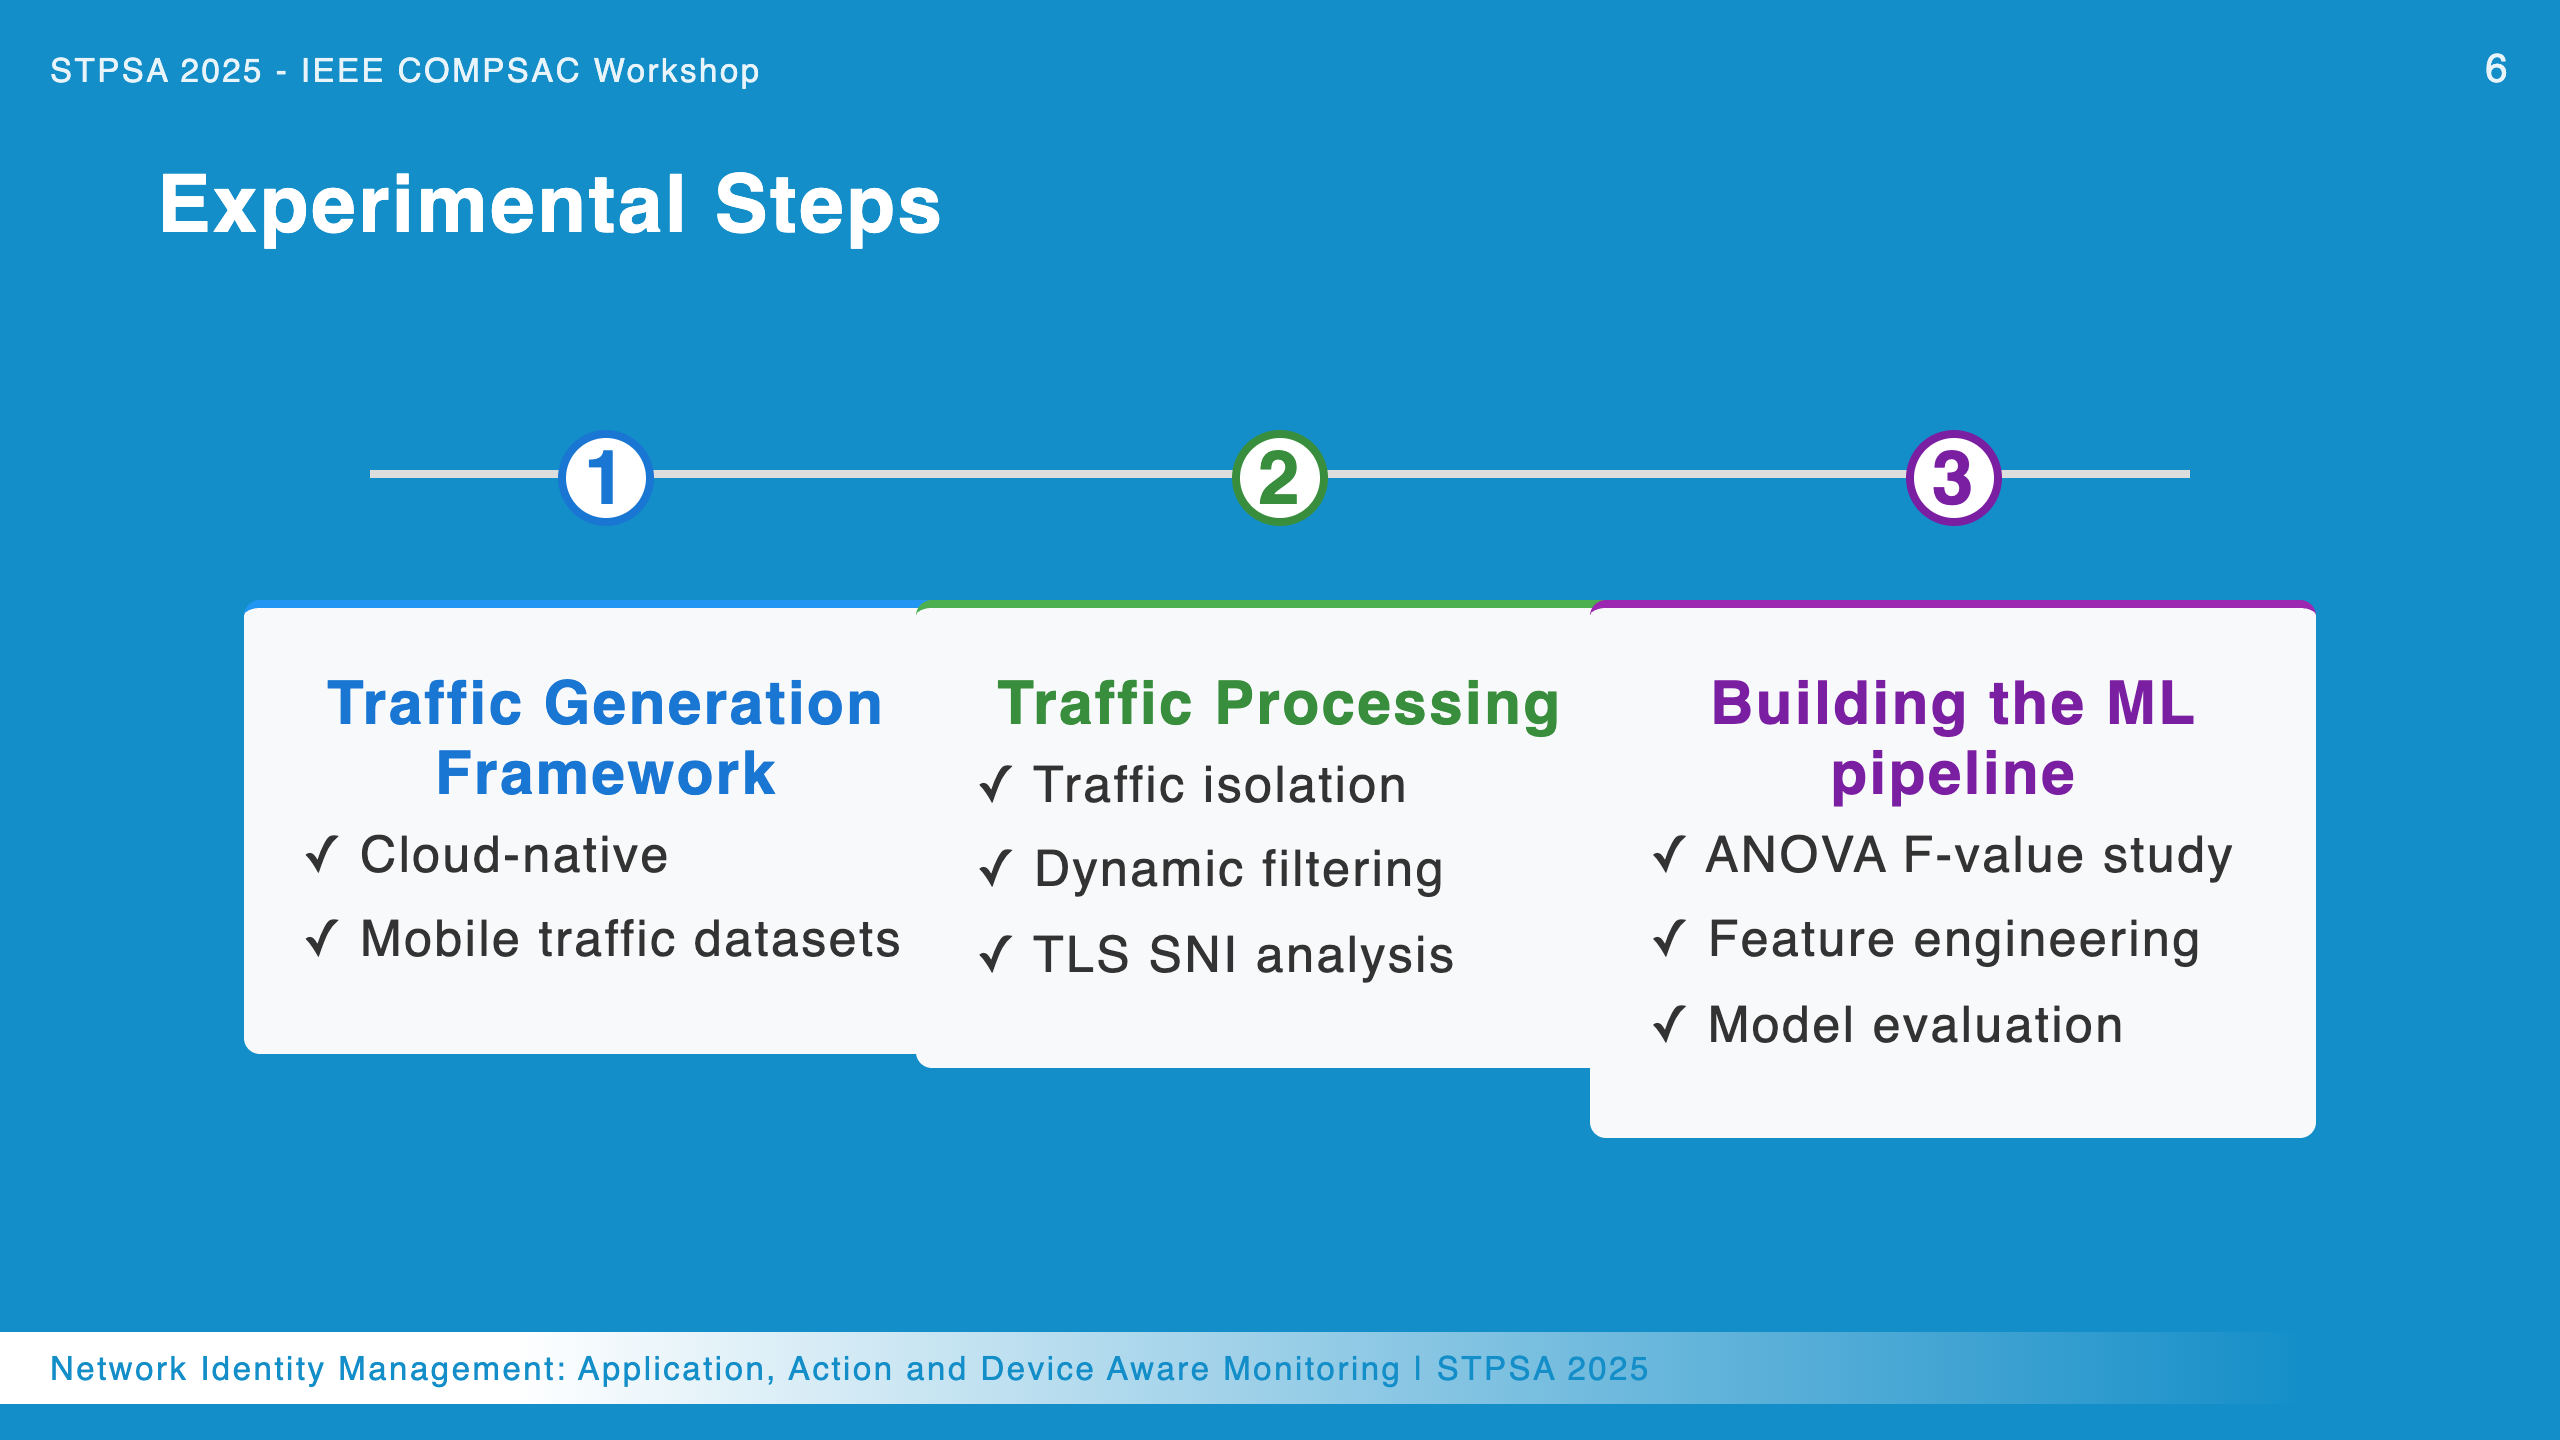 STPSA 2025 - IEEE COMPSAC Workshop
6
Experimental Steps
1
2
3
Traffic Generation
Framework
✓ Cloud-native
✓ Mobile traffic datasets
Traffic Processing
✓ Traffic isolation
✓ Dynamic filtering
✓ TLS SNI analysis
Building the ML
pipeline
✓ ANOVA F-value study
✓ Feature engineering
✓ Model evaluation
Network Identity Management: Application, Action and Device Aware Monitoring | STPSA 2025